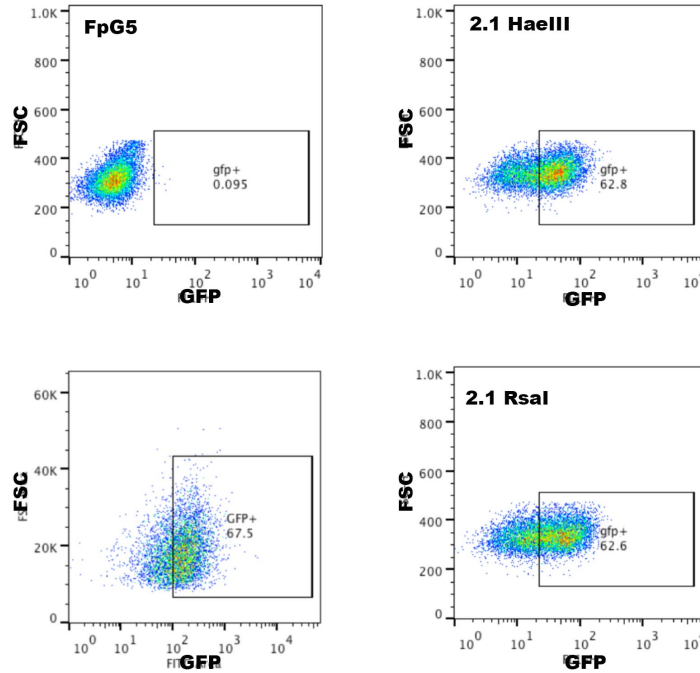 FpG5
1.0K
800
600
400
200
0
FSC
gfp+
0.095
10^0 10^1 10^2 10^3 10^4
GFP
2.1 HaeIII
1.0K
800
600
400
200
0
FSC
gfp+
62.8
10^0 10^1 10^2 10^3
GFP
60K
40K
20K
0
FSC
GFP+
67.5
10^0 10^1 10^2 10^3 10^4
GFP
2.1 RsaI
1.0K
800
600
400
200
0
FSC
gfp+
62.6
10^0 10^1 10^2 10^3
GFP